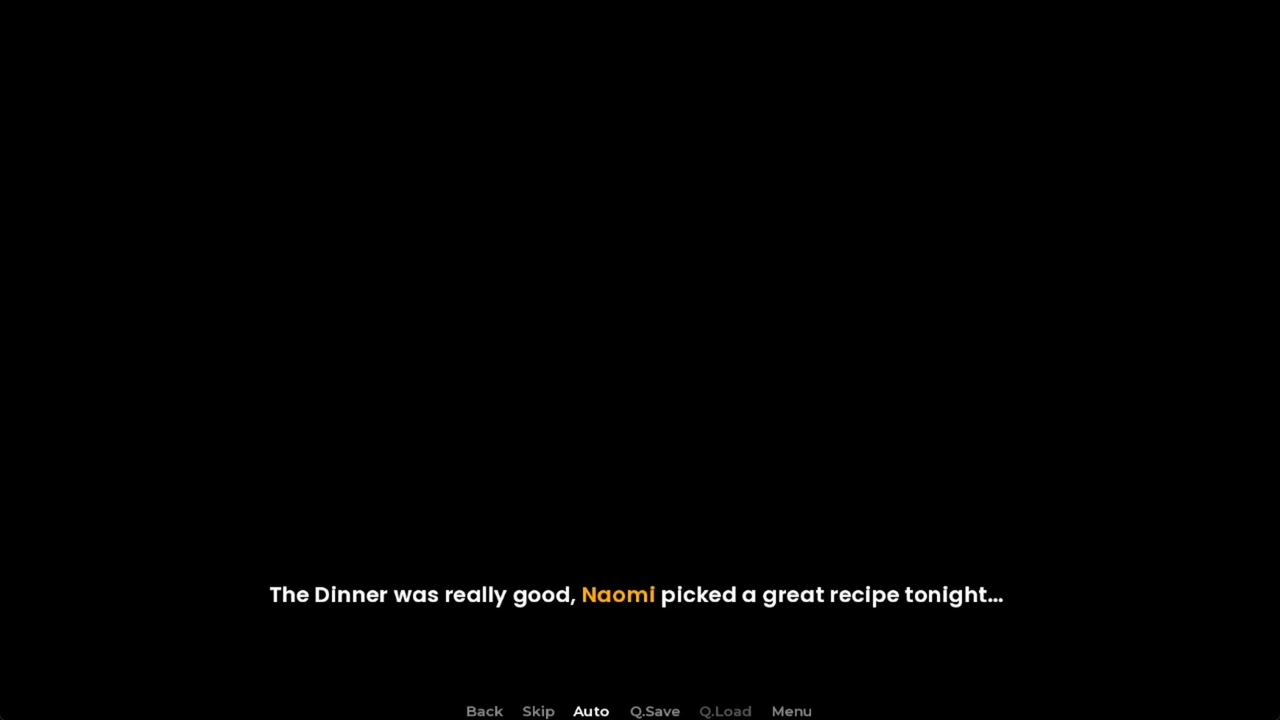 The Dinner was really good, Naomi picked a great recipe tonight...
Back Skip Auto Q.Save Q.Load Menu